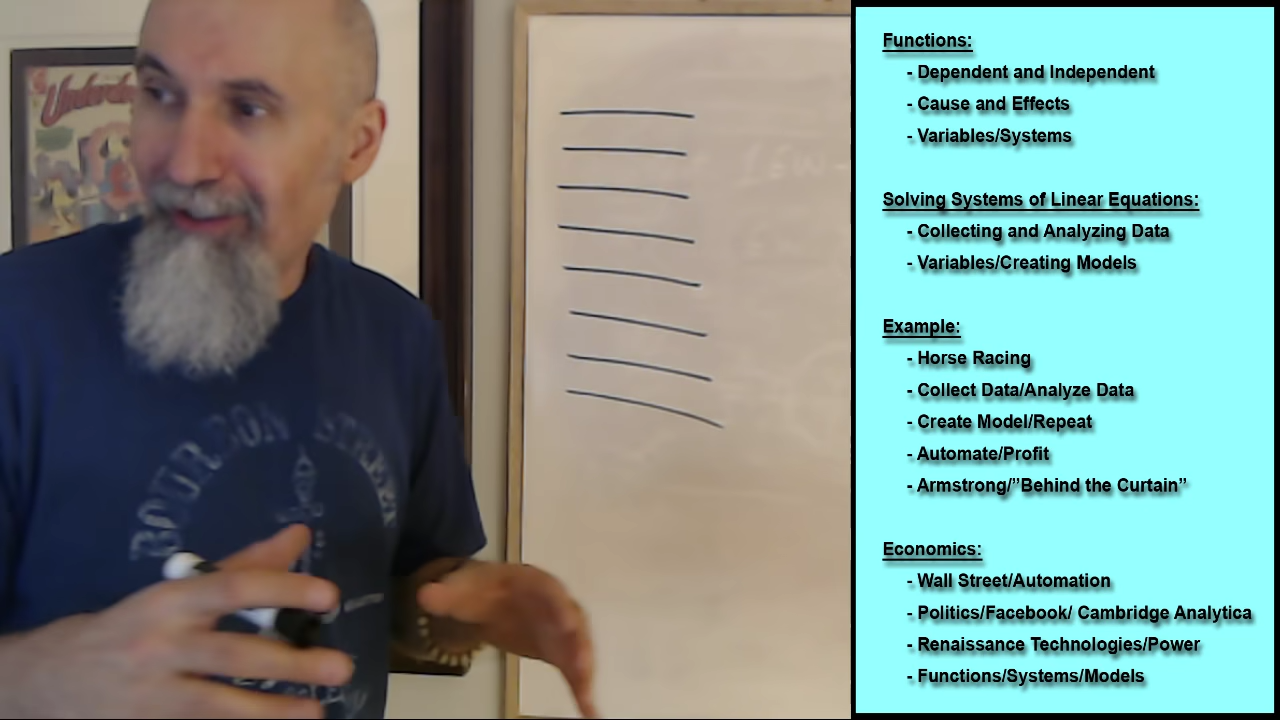 Functions:
- Dependent and Independent
- Cause and Effects
- Variables/Systems
Solving Systems of Linear Equations:
- Collecting and Analyzing Data
- Variables/Creating Models
Example:
- Horse Racing
- Collect Data/Analyze Data
- Create Model/Repeat
- Automate/Profit
- Armstrong/”Behind the Curtain”
Economics:
- Wall Street/Automation
- Politics/Facebook/ Cambridge Analytica
- Renaissance Technologies/Power
- Functions/Systems/Models